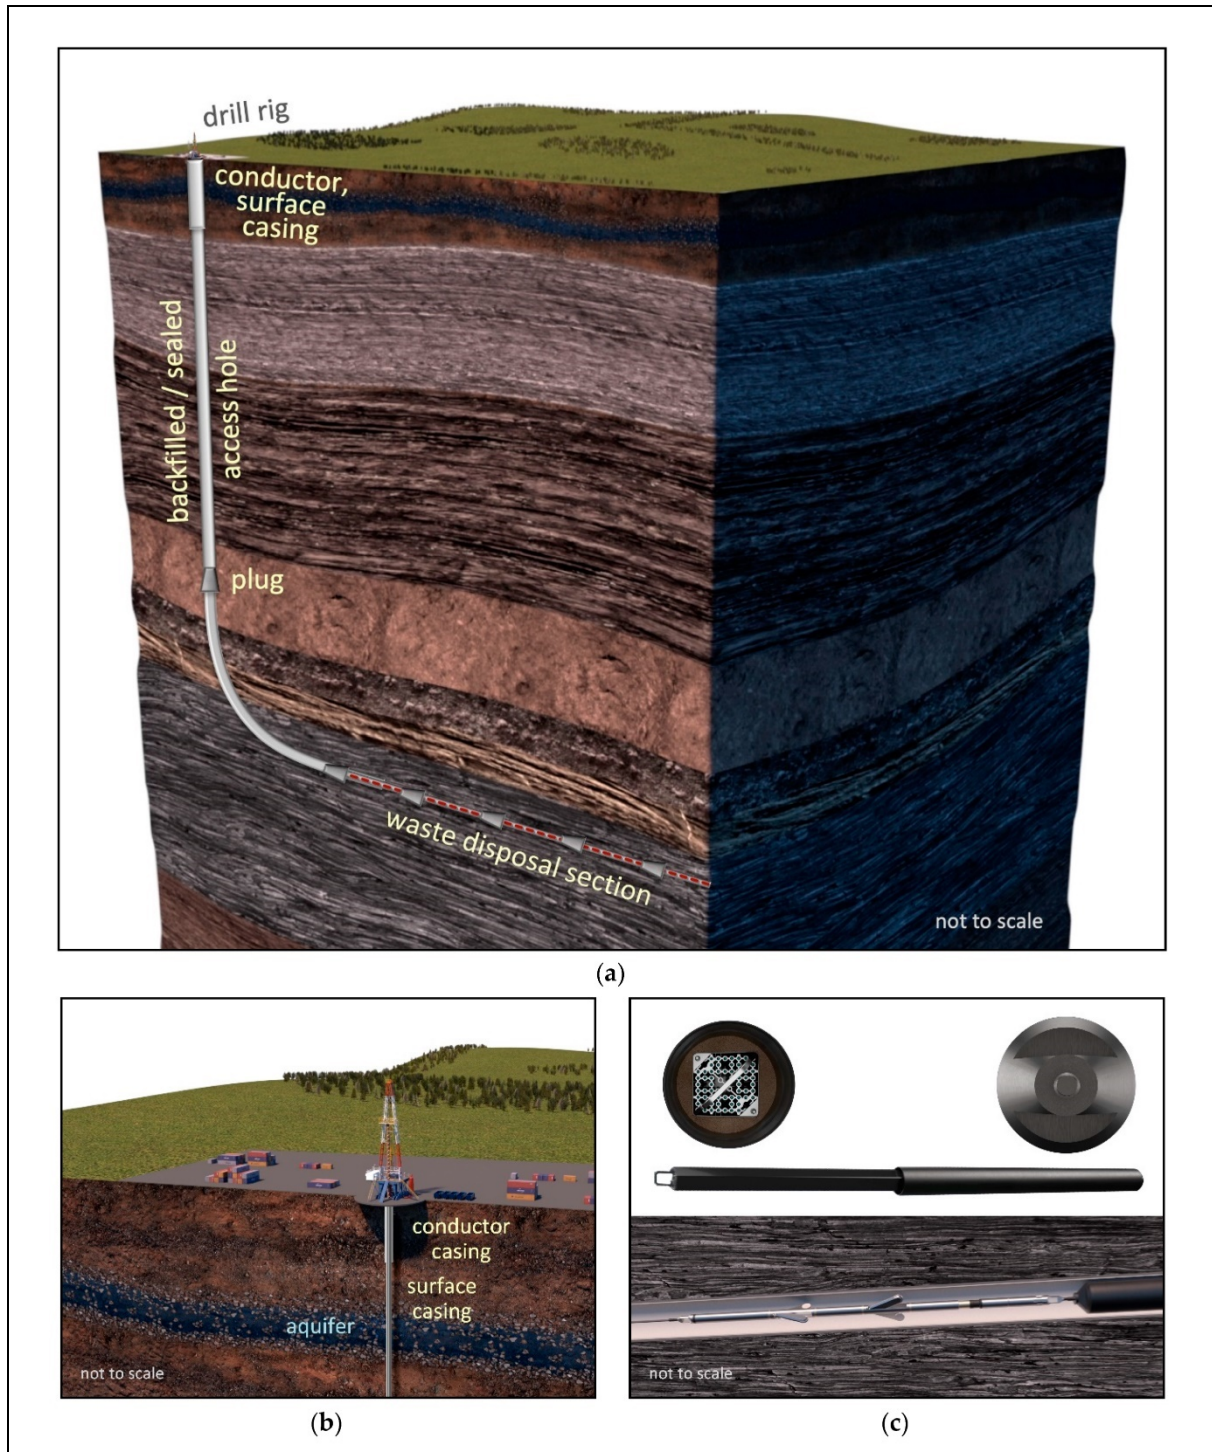 drill rig
conductor,
surface
casing
backfilled / sealed
access hole
plug
waste disposal section
not to scale
(a)
conductor
casing
surface
casing
aquifer
not to scale
(b)
not to scale
(c)